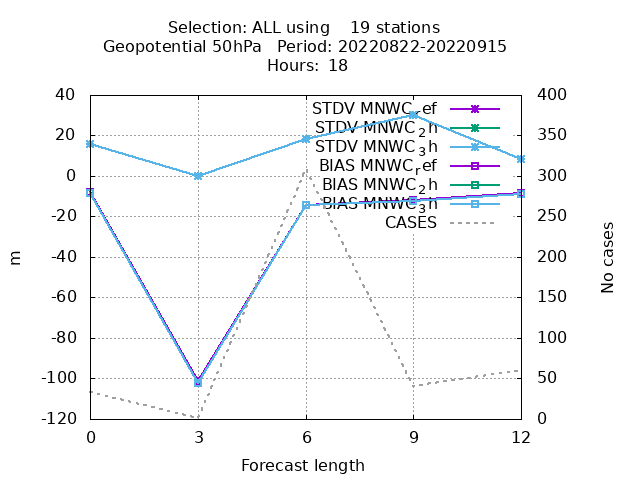 Selection: ALL using    19 stations
Geopotential 50hPa   Period: 20220822-20220915
Hours:  18
STDV MNWC_ref
STDV MNWC_2h
STDV MNWC_3h
BIAS MNWC_ref
BIAS MNWC_2h
BIAS MNWC_3h
CASES
40
20
0
-20
-40
-60
-80
-100
-120
m
400
350
300
250
200
150
100
50
0
No cases
0 3 6 9 12
Forecast length